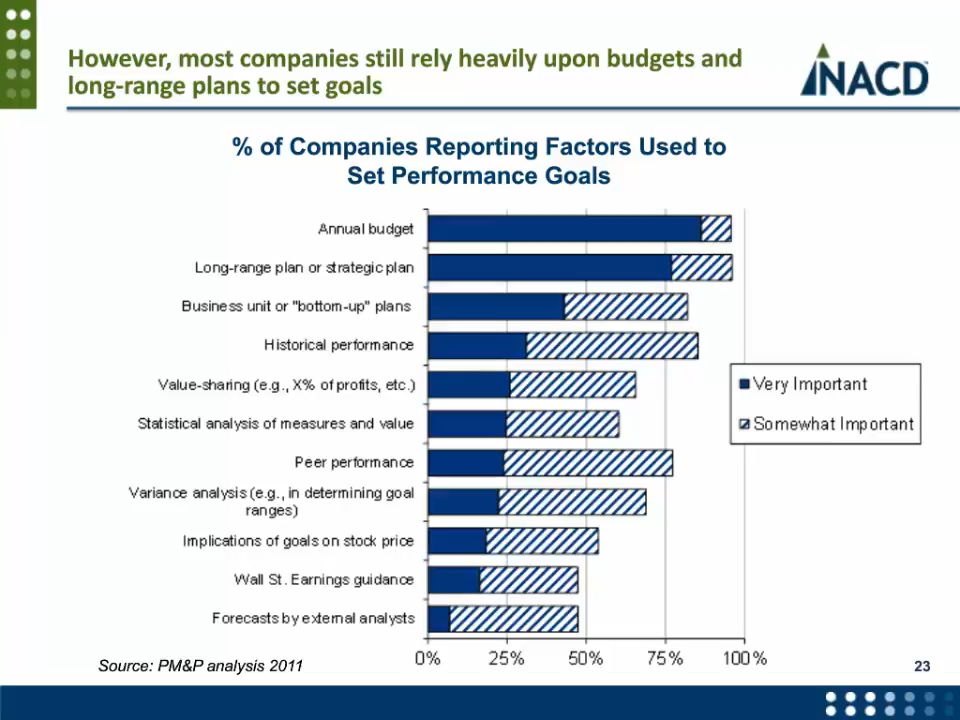 However, most companies still rely heavily upon budgets and
long-range plans to set goals
NACD
% of Companies Reporting Factors Used to
Set Performance Goals
Annual budget
Long-range plan or strategic plan
Business unit or "bottom-up" plans
Historical performance
Value-sharing (e.g., X% of profits, etc.)
Statistical analysis of measures and value
Peer performance
Variance analysis (e.g., in determining goal
ranges)
Implications of goals on stock price
Wall St. Earnings guidance
Forecasts by external analysts
Very Important
Somewhat Important
0% 25% 50% 75% 100%
Source: PM&P analysis 2011
23